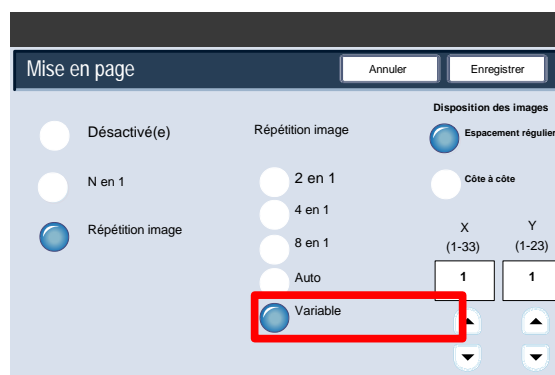 Mise en page
Annuler
Enregistrer
Désactivé(e)
N en 1
Répétition image
Répétition image
2 en 1
4 en 1
8 en 1
Auto
Variable
Disposition des images
Espacement régulier
Côte à côte
X Y
(1-33) (1-23)
1 1